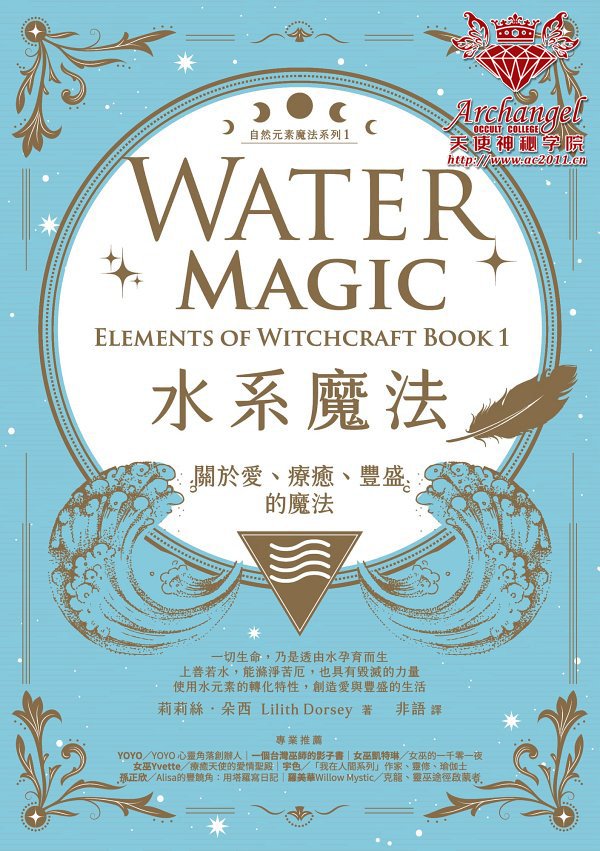 Archangel
OCCULT COLLEGE
天使神秘学院
http://www.ac2011.cn
自然元素魔法系列1
WATER
MAGIC
ELEMENTS OF WITCHCRAFT BOOK 1
水系魔法
關於愛、療癒、豐盛
的魔法
一切生命，乃是透由水孕育而生
上善若水，能滌淨苦厄，也具有毀滅的力量
使用水元素的轉化特性，創造愛與豐盛的生活
莉莉絲．朵西 Lilith Dorsey 著 非語 譯
專業推薦
YOYO／YOYO 心靈角落創辦人｜一個台灣巫師的影子書｜女巫凱特琳／女巫的一千零一夜
女巫Yvette／療癒天使的愛情聖殿｜宇色／「我在人間系列」作家、靈修、瑜伽士
孫正欣／Alisa的豐饒角：用塔羅寫日記｜羅美華Willow Mystic／克龍、靈巫途徑啟蒙者